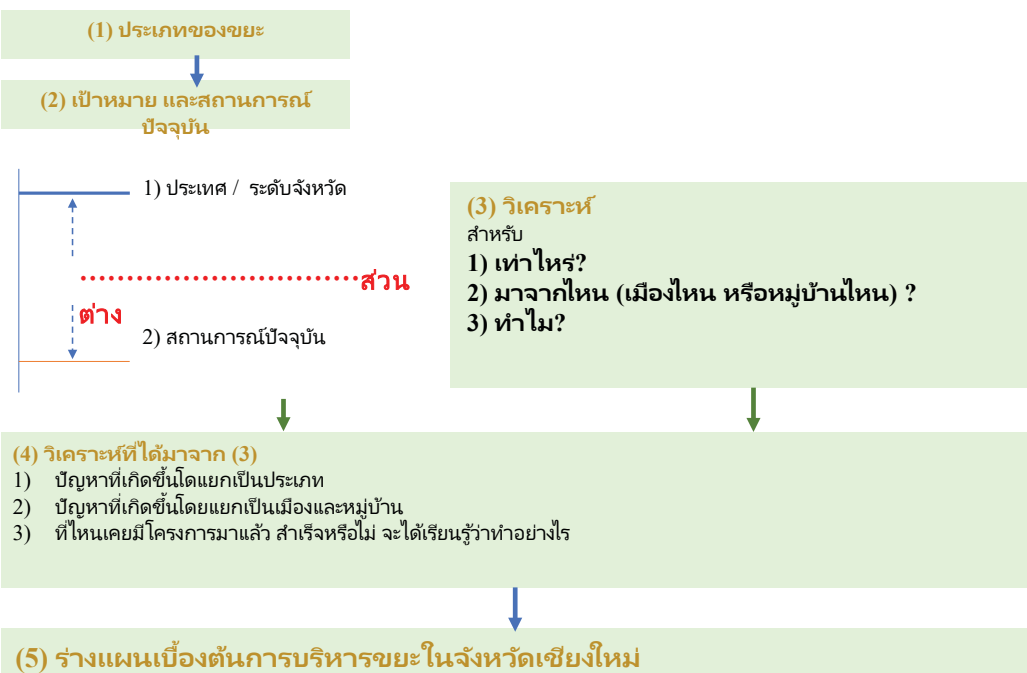 (1) ประเภทของขยะ
(2) เป้าหมาย และสถานการณ์
ปัจจุบัน
1) ประเทศ / ระดับจังหวัด
ส่วน
ต่าง
2) สถานการณ์ปัจจุบัน
(3) วิเคราะห์
สำหรับ
1) เท่าไหร่?
2) มาจากไหน (เมืองไหน หรือหมู่บ้านไหน) ?
3) ทำไม?
(4) วิเคราะห์ที่ได้มาจาก (3)
1) ปัญหาที่เกิดขึ้นโดแยกเป็นประเภท
2) ปัญหาที่เกิดขึ้นโดยแยกเป็นเมืองและหมู่บ้าน
3) ที่ไหนเคยมีโครงการมาแล้ว สำเร็จหรือไม่ จะได้เรียนรู้ว่าทำอย่างไร
(5) ร่างแผนเบื้องต้นการบริหารขยะในจังหวัดเชียงใหม่